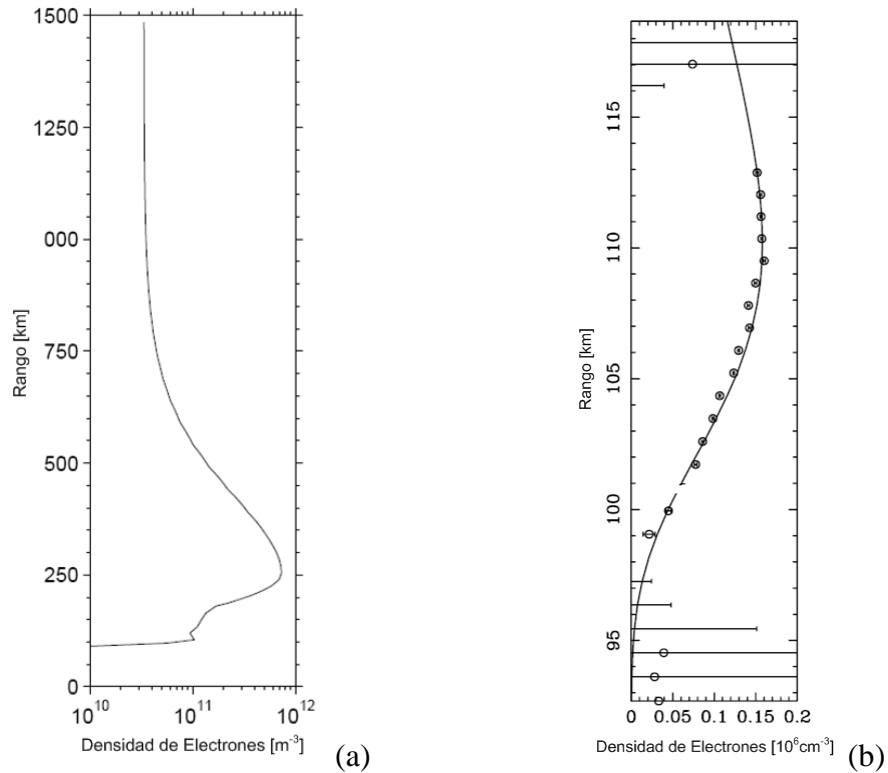 1500
1250
000
750
500
250
0
Rango [km]
10^10 10^11 10^12
Densidad de Electrones [m^-3]
(a)
115
110
105
100
95
Rango [km]
0 0.05 0.1 0.15 0.2
Densidad de Electrones [10^6cm^-3]
(b)